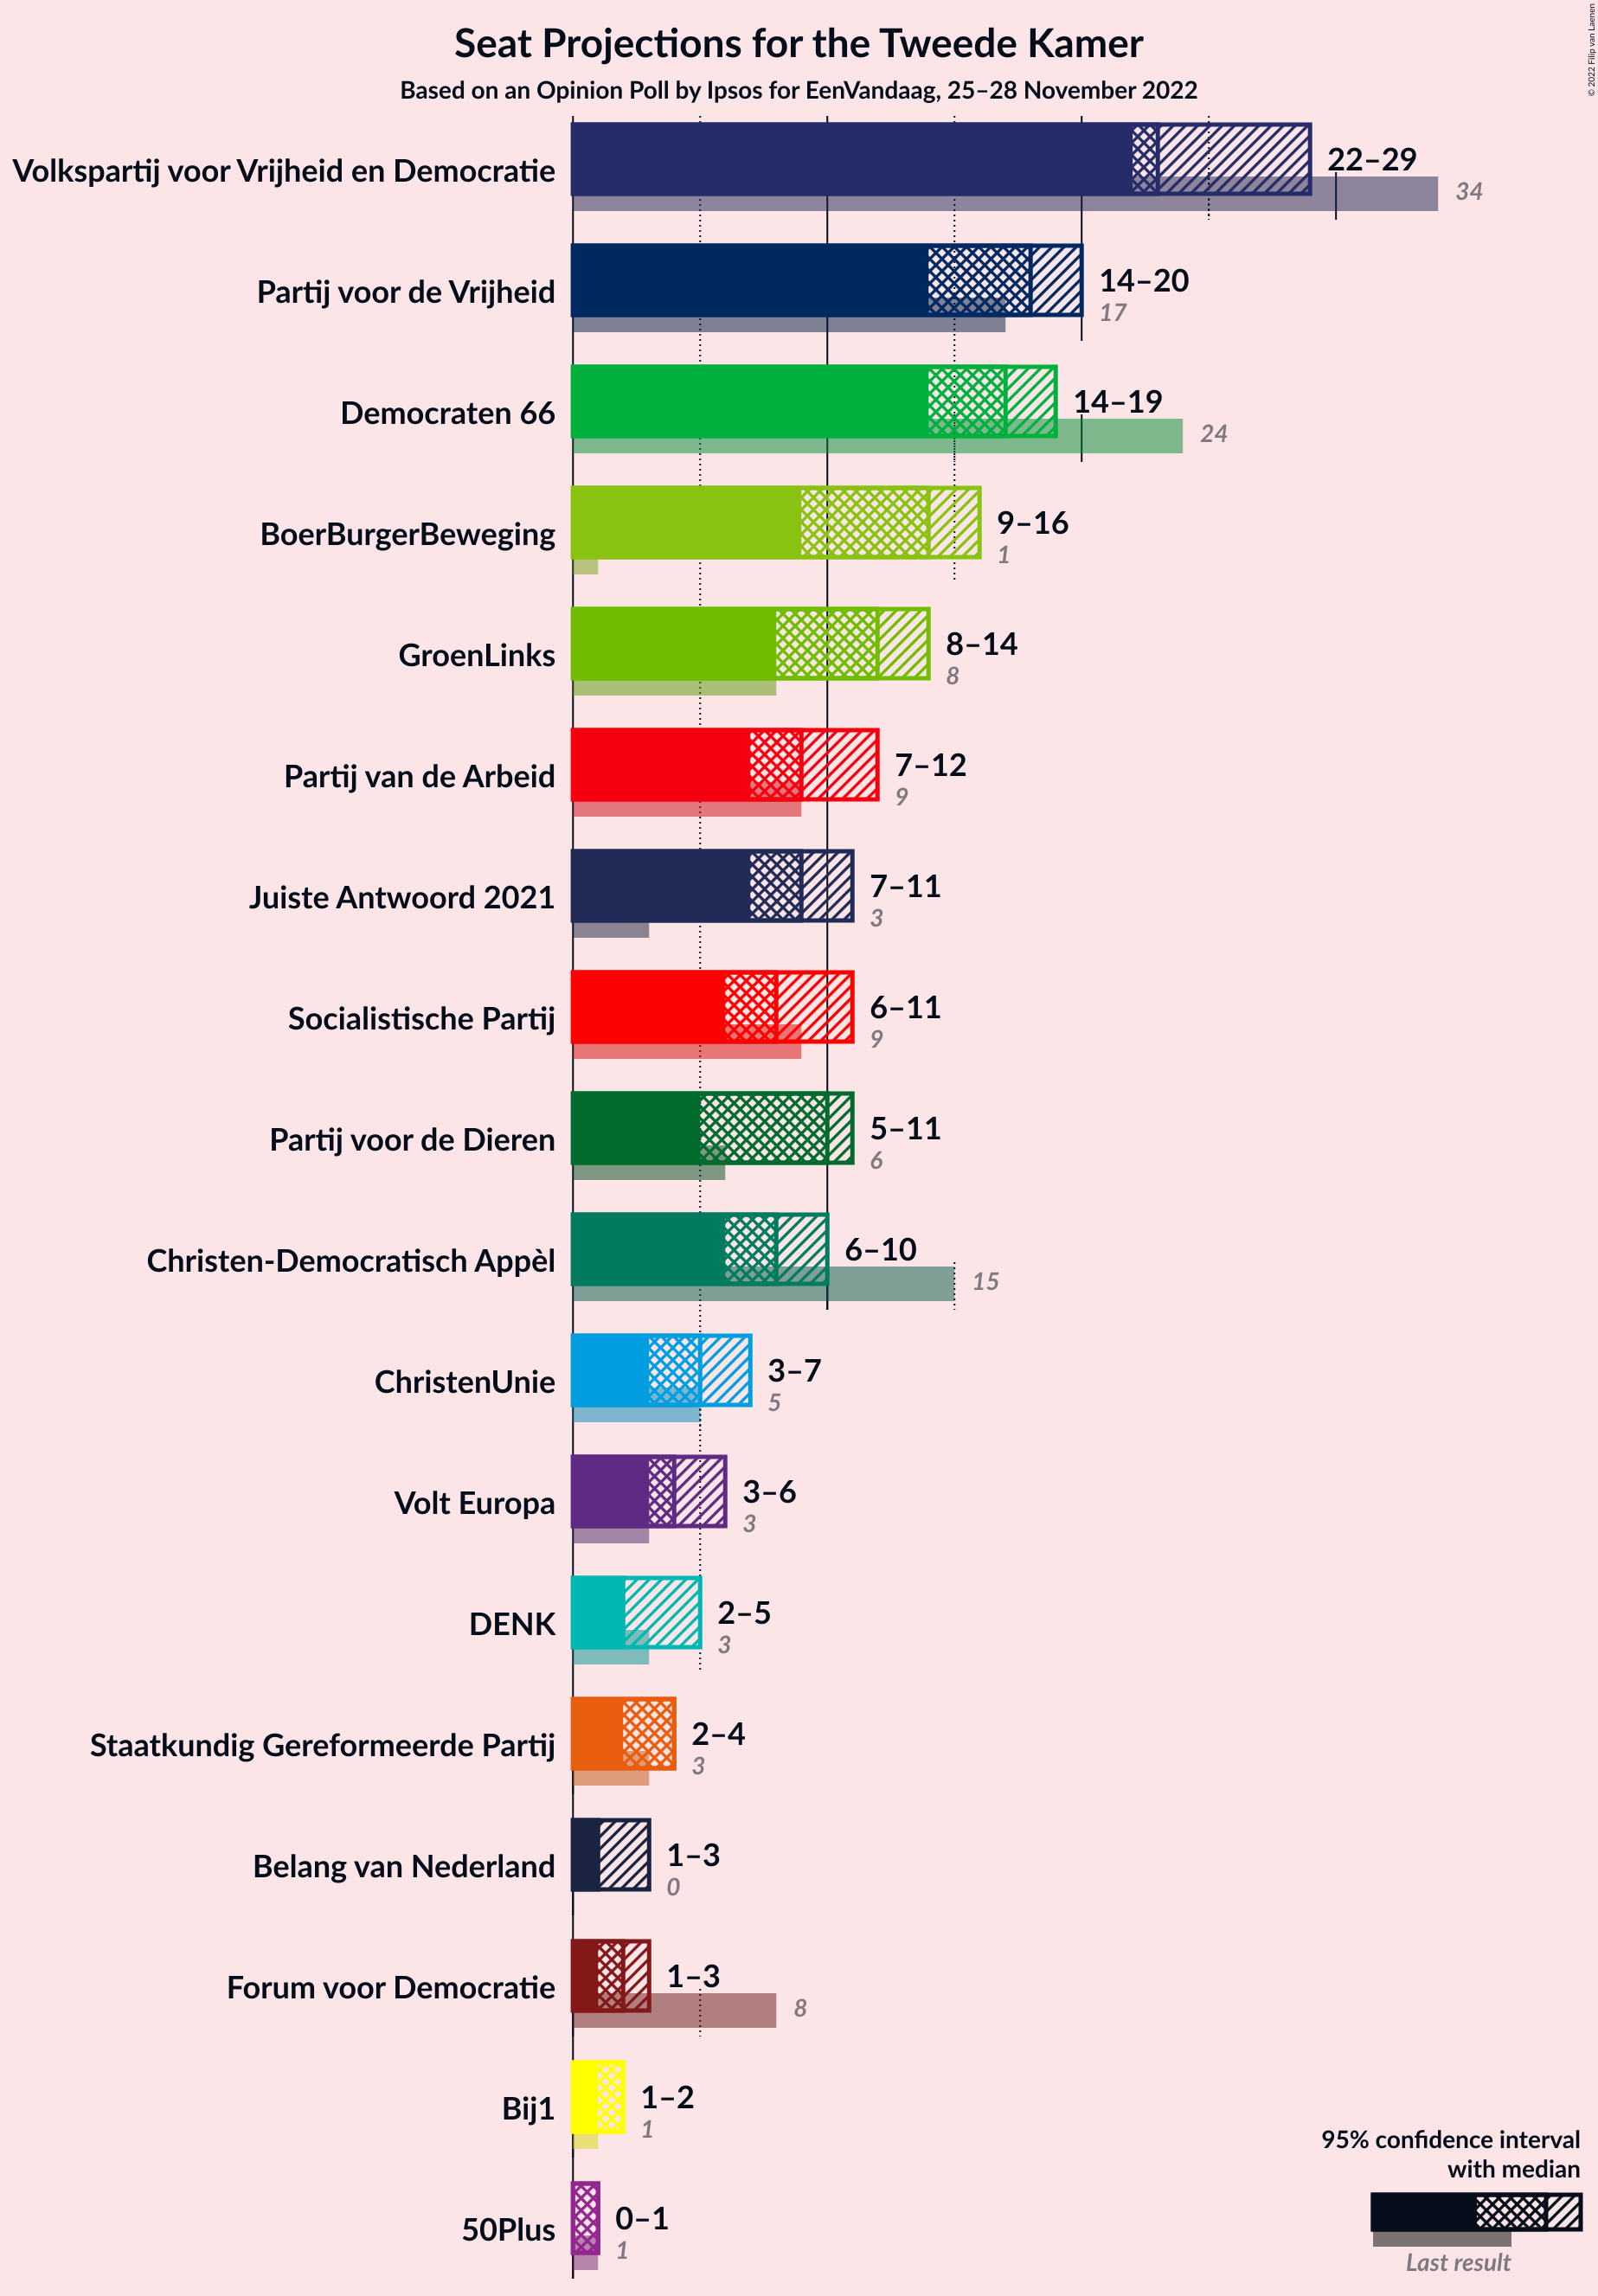 Seat Projections for the Tweede Kamer
Based on an Opinion Poll by Ipsos for EenVandaag, 25–28 November 2022
© 2022 Filip van Laenen
Volkspartij voor Vrijheid en Democratie
22–29
34
Partij voor de Vrijheid
14–20
17
Democraten 66
14–19
24
BoerBurgerBeweging
9–16
1
GroenLinks
8–14
8
Partij van de Arbeid
7–12
9
Juiste Antwoord 2021
7–11
3
Socialistische Partij
6–11
9
Partij voor de Dieren
5–11
6
Christen-Democratisch Appèl
6–10
15
ChristenUnie
3–7
5
Volt Europa
3–6
3
DENK
2–5
3
Staatkundig Gereformeerde Partij
2–4
3
Belang van Nederland
1–3
0
Forum voor Democratie
1–3
8
Bij1
1–2
1
50Plus
0–1
1
95% confidence interval
with median
Last result